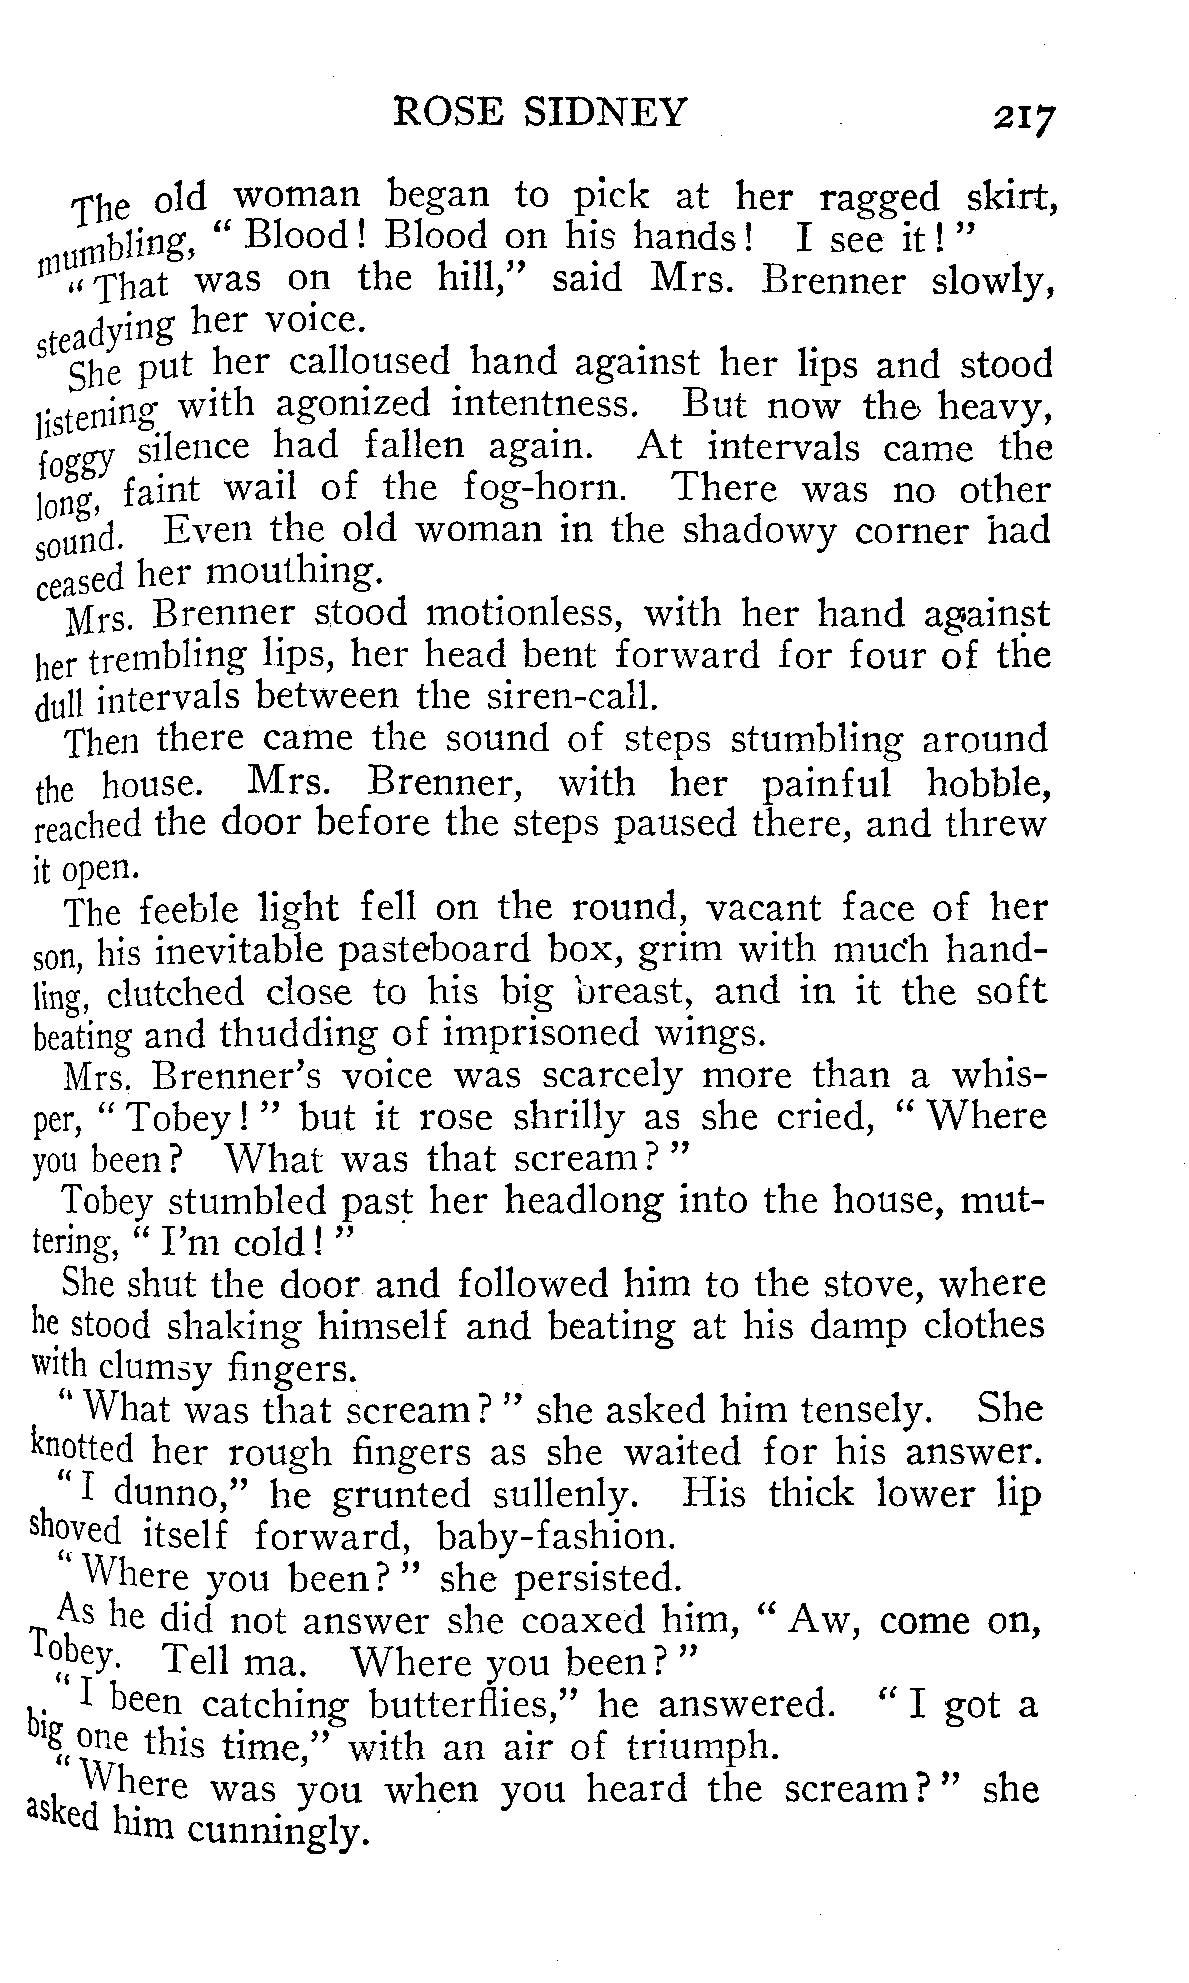 ROSE SIDNEY 217
The old woman began to pick at her ragged skirt,
mumbling, “ Blood! Blood on his hands! I see it! ”
“ That was on the hill,” said Mrs. Brenner slowly,
steadying her voice.
She put her calloused hand against her lips and stood
listening with agonized intentness. But now the heavy,
foggy silence had fallen again. At intervals came the
long, faint wail of the fog-horn. There was no other
sound. Even the old woman in the shadowy corner had
ceased her mouthing.
Mrs. Brenner stood motionless, with her hand against
her trembling lips, her head bent forward for four of the
dull intervals between the siren-call.
Then there came the sound of steps stumbling around
the house. Mrs. Brenner, with her painful hobble,
reached the door before the steps paused there, and threw
it open.
The feeble light fell on the round, vacant face of her
son, his inevitable pasteboard box, grim with much hand-
ling, clutched close to his big breast, and in it the soft
beating and thudding of imprisoned wings.
Mrs. Brenner’s voice was scarcely more than a whis-
per, “ Tobey! ” but it rose shrilly as she cried, “ Where
you been? What was that scream? ”
Tobey stumbled past her headlong into the house, mut-
tering, “ I’m cold! ”
She shut the door and followed him to the stove, where
he stood shaking himself and beating at his damp clothes
with clumsy fingers.
“ What was that scream? ” she asked him tensely. She
knotted her rough fingers as she waited for his answer.
“ I dunno,” he grunted sullenly. His thick lower lip
shoved itself forward, baby-fashion.
“ Where you been? ” she persisted.
As he did not answer she coaxed him, “ Aw, come on,
Tobey. Tell ma. Where you been? ”
“ I been catching butterflies,” he answered. “ I got a
big one this time,” with an air of triumph.
“ Where was you when you heard the scream? ” she
asked him cunningly.